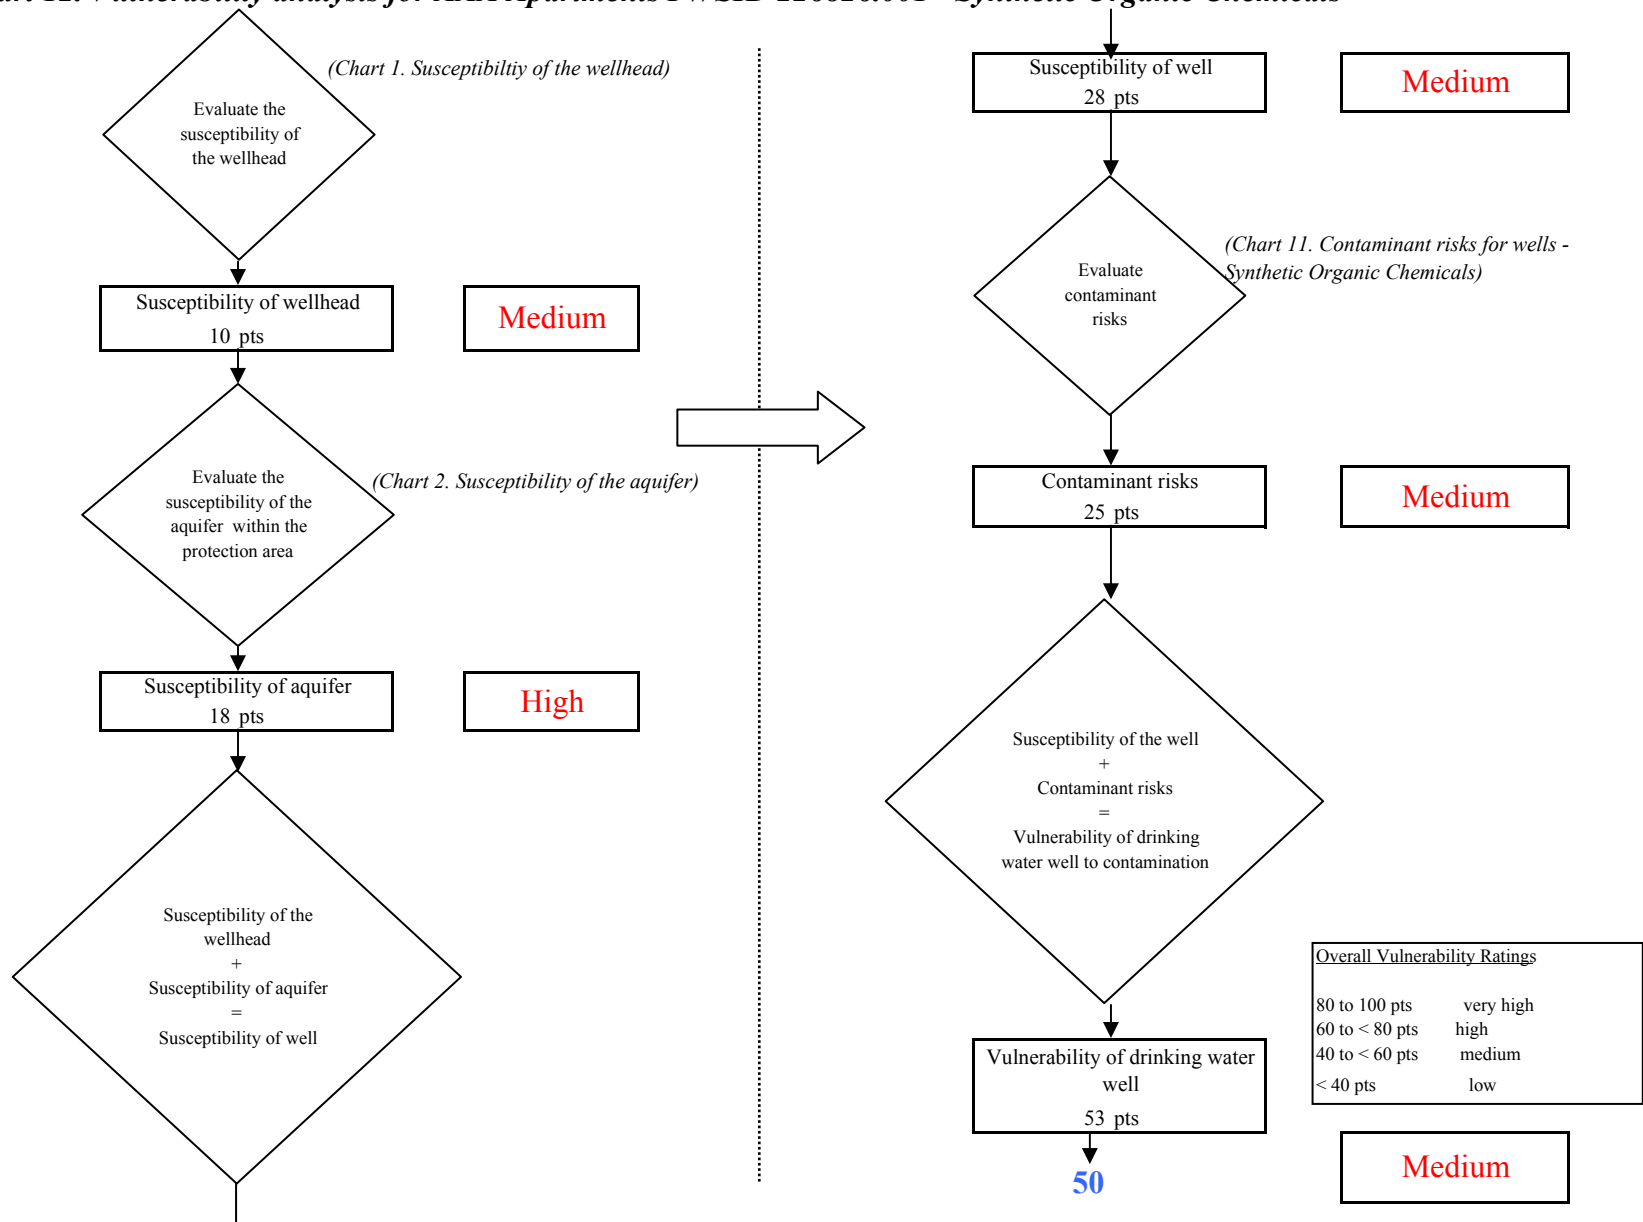 (Chart 1. Susceptibiltiy of the wellhead)
Evaluate the
susceptibility of
the wellhead
Susceptibility of wellhead
10 pts
Medium
Evaluate the
susceptibility of the
aquifer within the
protection area
(Chart 2. Susceptibility of the aquifer)
Susceptibility of aquifer
18 pts
High
Susceptibility of the
wellhead
+
Susceptibility of aquifer
=
Susceptibility of well
Susceptibility of well
28 pts
Medium
(Chart 11. Contaminant risks for wells -
Synthetic Organic Chemicals)
Evaluate
contaminant
risks
Contaminant risks
25 pts
Medium
Susceptibility of the well
+
Contaminant risks
=
Vulnerability of drinking
water well to contamination
Overall Vulnerability Ratings
80 to 100 pts very high
60 to < 80 pts high
40 to < 60 pts medium
< 40 pts low
Vulnerability of drinking water
well
53 pts
50
Medium